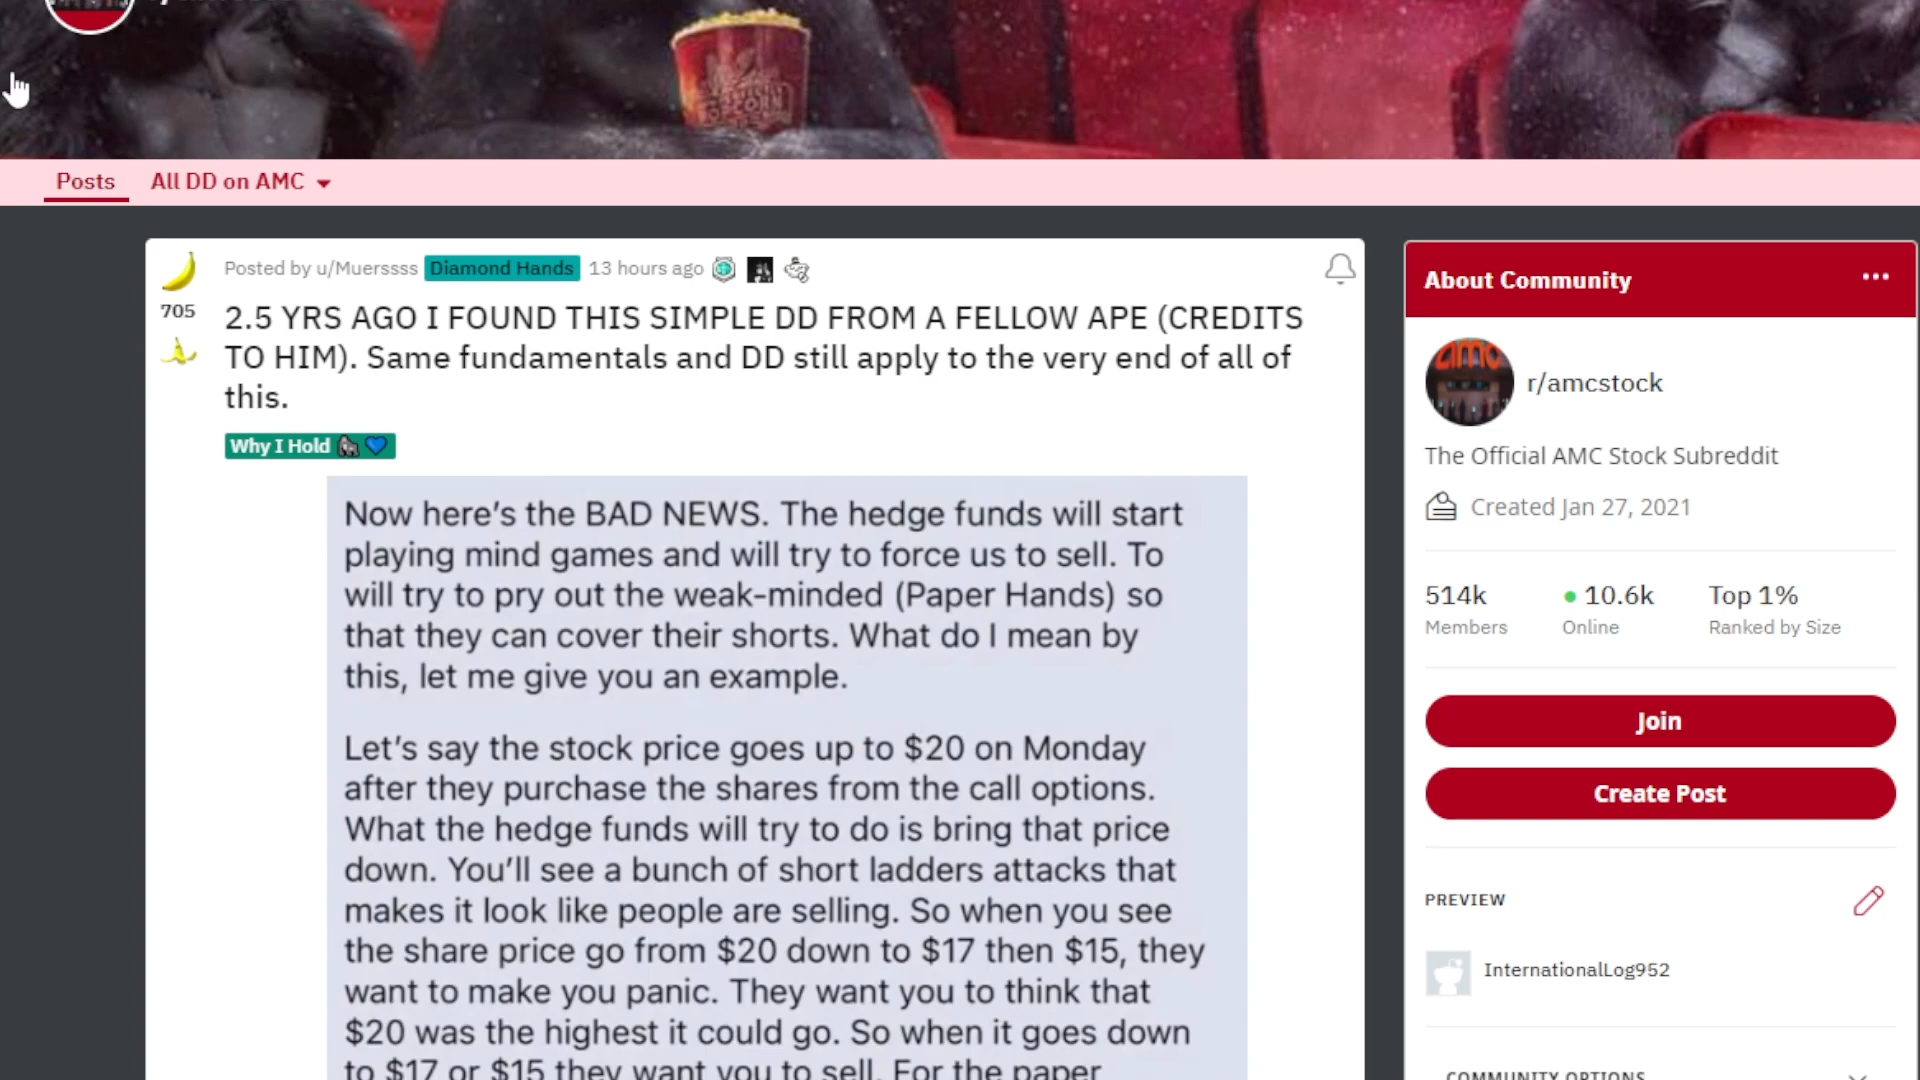 POPCORN
Posts All DD on AMC
Posted by u/Muerssss Diamond Hands 13 hours ago
705
2.5 YRS AGO I FOUND THIS SIMPLE DD FROM A FELLOW APE (CREDITS
TO HIM). Same fundamentals and DD still apply to the very end of all of
this.
Why I Hold
Now here's the BAD NEWS. The hedge funds will start
playing mind games and will try to force us to sell. To
will try to pry out the weak-minded (Paper Hands) so
that they can cover their shorts. What do I mean by
this, let me give you an example.
Let's say the stock price goes up to $20 on Monday
after they purchase the shares from the call options.
What the hedge funds will try to do is bring that price
down. You'll see a bunch of short ladders attacks that
makes it look like people are selling. So when you see
the share price go from $20 down to $17 then $15, they
want to make you panic. They want you to think that
$20 was the highest it could go. So when it goes down
to $17 or $15 they want you to sell. For the paper
About Community
amc
r/amcstock
The Official AMC Stock Subreddit
Created Jan 27, 2021
514k 10.6k Top 1%
Members Online Ranked by Size
Join
Create Post
PREVIEW
InternationalLog952
COMMUNITY OPTIONS